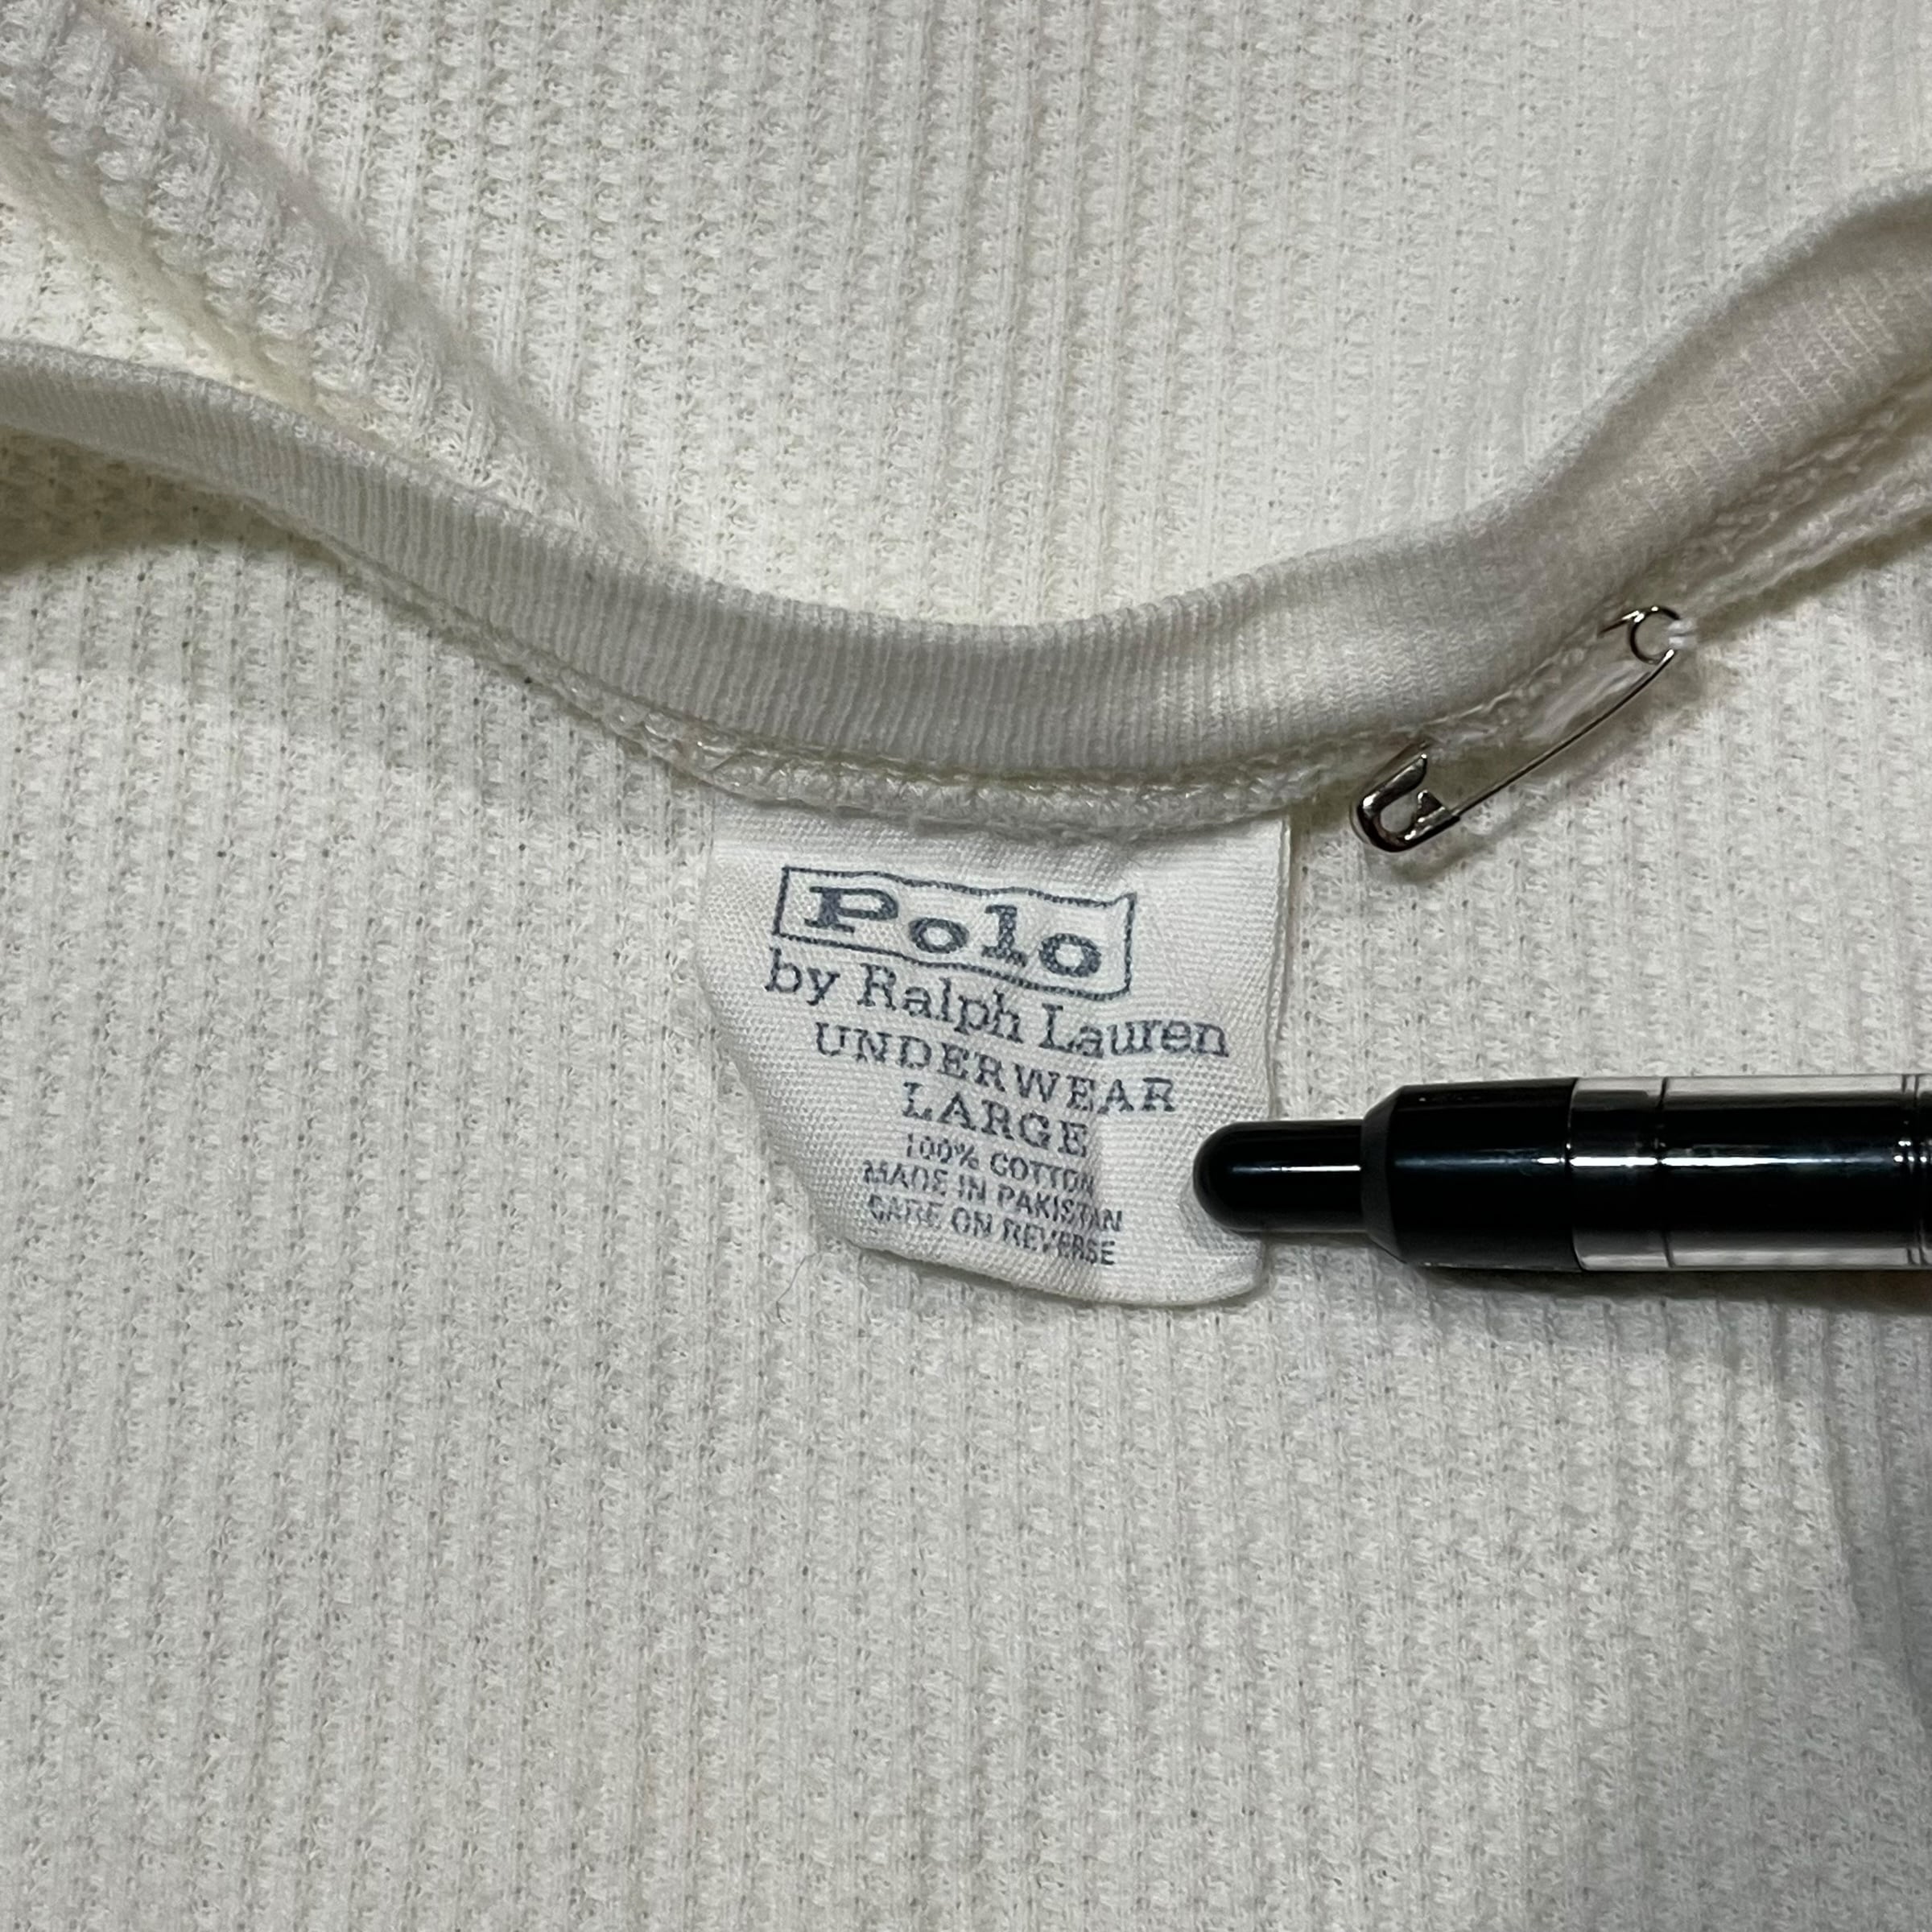 Polo
by Ralph Lauren
UNDERWEAR
LARGE
100% COTTON
MADE IN PAKISTAN
CARE ON REVERSE